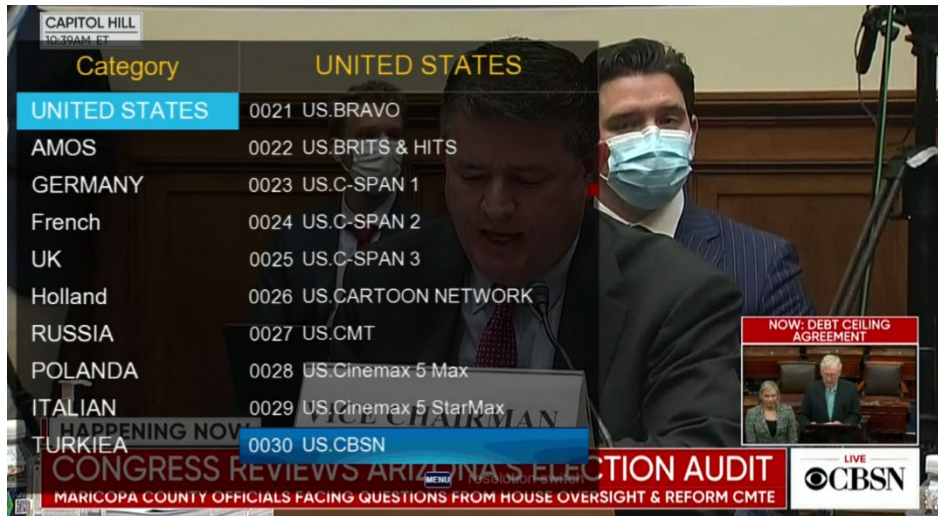 CAPITOL HILL
10:39AM ET
Category
UNITED STATES
UNITED STATES
0021 US.BRAVO
AMOS
0022 US.BRITS & HITS
GERMANY
0023 US.C-SPAN 1
French
0024 US.C-SPAN 2
UK
0025 US.C-SPAN 3
Holland
0026 US.CARTOON NETWORK
RUSSIA
0027 US.CMT
POLANDA
0028 US.Cinemax 5 Max
ITALIAN
0029 US.Cinemax 5 StarMax
TURKIEA
0030 US.CBSN
VICE CHAIRMAN
NOW: DEBT CEILING
AGREEMENT
HAPPENING NOW
CONGRESS REVIEWS ARIZONA'S ELECTION AUDIT
MENU resolution switch
MARICOPA COUNTY OFFICIALS FACING QUESTIONS FROM HOUSE OVERSIGHT & REFORM CMTE
LIVE
CBSN